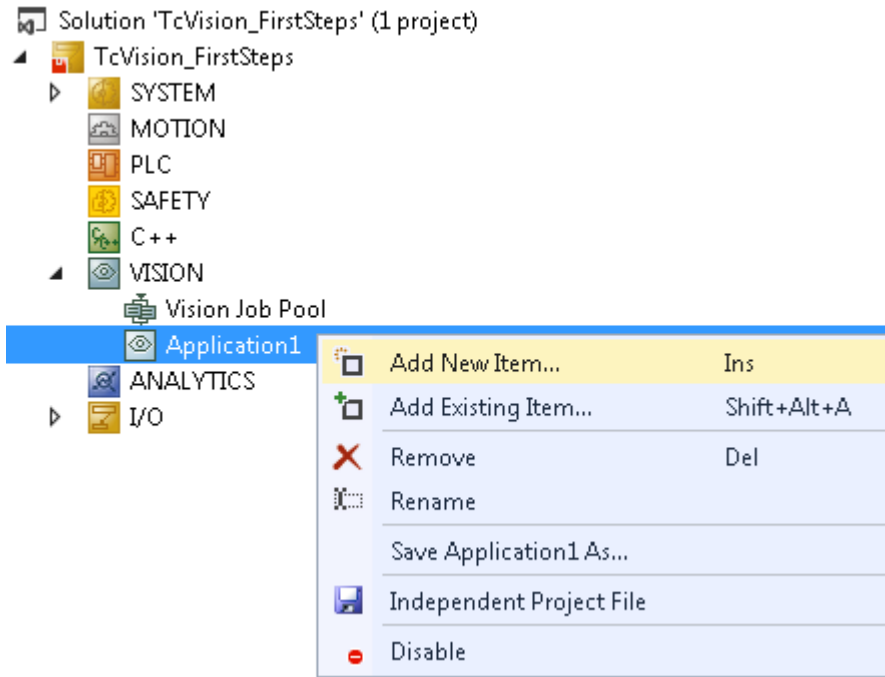 Solution 'TcVision_FirstSteps' (1 project)
TcVision_FirstSteps
SYSTEM
MOTION
PLC
SAFETY
C++
VISION
Vision Job Pool
Application1
ANALYTICS
I/O
Add New Item... Ins
Add Existing Item... Shift+Alt+A
Remove Del
Rename
Save Application1 As...
Independent Project File
Disable